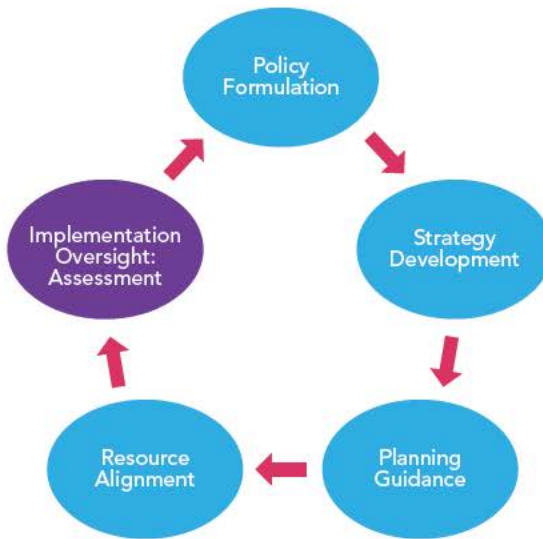 Policy
Formulation
Strategy
Development
Planning
Guidance
Resource
Alignment
Implementation
Oversight:
Assessment